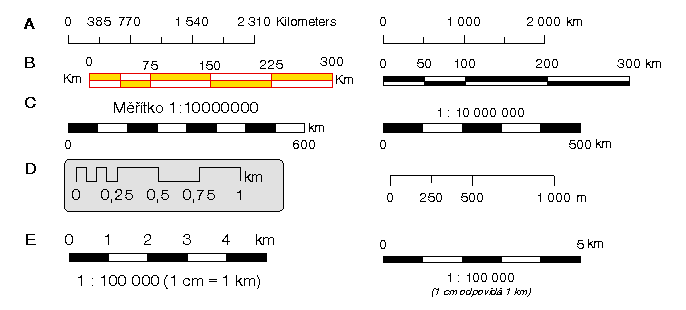 A 0 385 770 1 540 2 310 Kilometers 0 1 000 2 000 km
B 0 75 150 225 300 0 50 100 200 300 km
Km Km
C Měřítko 1:10000000 1 : 10 000 000
km
0 600 0 500 km
D km
0 0,25 0,5 0,75 1 0 250 500 1 000 m
E 0 1 2 3 4 km 0 5 km
1 : 100 000 (1 cm = 1 km) 1 : 100 000
(1 cm odpovídá 1 km)